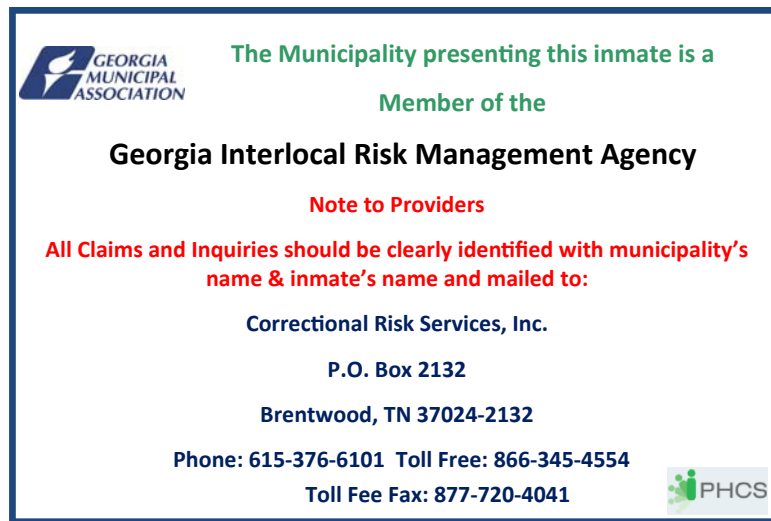 GEORGIA
MUNICIPAL
ASSOCIATION
The Municipality presenting this inmate is a
Member of the
Georgia Interlocal Risk Management Agency
Note to Providers
All Claims and Inquiries should be clearly identified with municipality's
name & inmate's name and mailed to:
Correctional Risk Services, Inc.
P.O. Box 2132
Brentwood, TN 37024-2132
Phone: 615-376-6101 Toll Free: 866-345-4554
Toll Fee Fax: 877-720-4041
PHCS